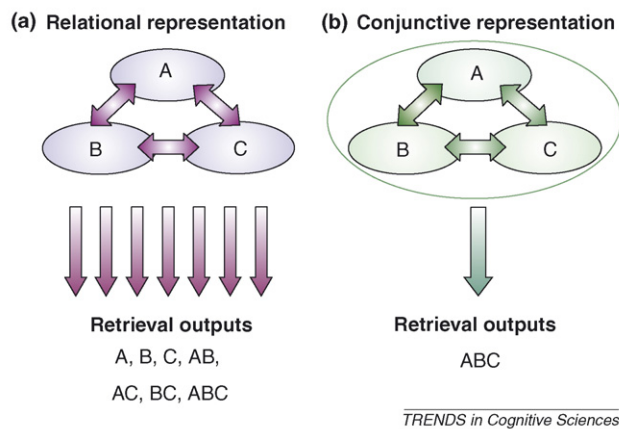 (a) Relational representation
A
B
C
Retrieval outputs
A, B, C, AB,
AC, BC, ABC
(b) Conjunctive representation
A
B
C
Retrieval outputs
ABC
TRENDS in Cognitive Sciences